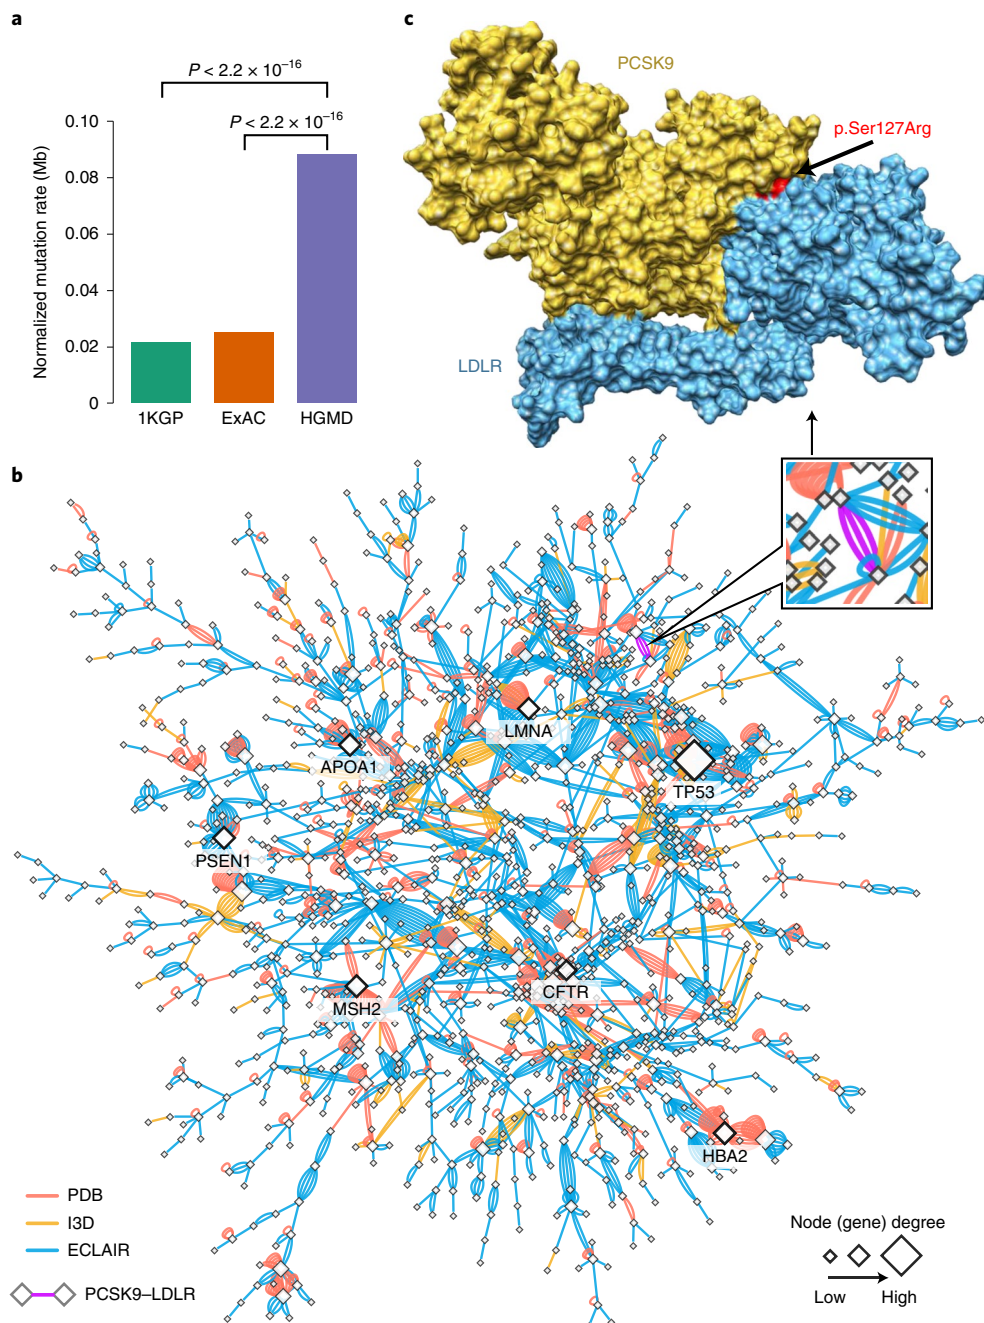 a
P < 2.2 × 10⁻¹⁶
P < 2.2 × 10⁻¹⁶
Normalized mutation rate (Mb)
0.10
0.08
0.06
0.04
0.02
0
1KGP
ExAC
HGMD
c
PCSK9
p.Ser127Arg
LDLR
b
LMNA
APOA1
TP53
PSEN1
CFTR
MSH2
HBA2
PDB
I3D
ECLAIR
PCSK9–LDLR
Node (gene) degree
Low
High